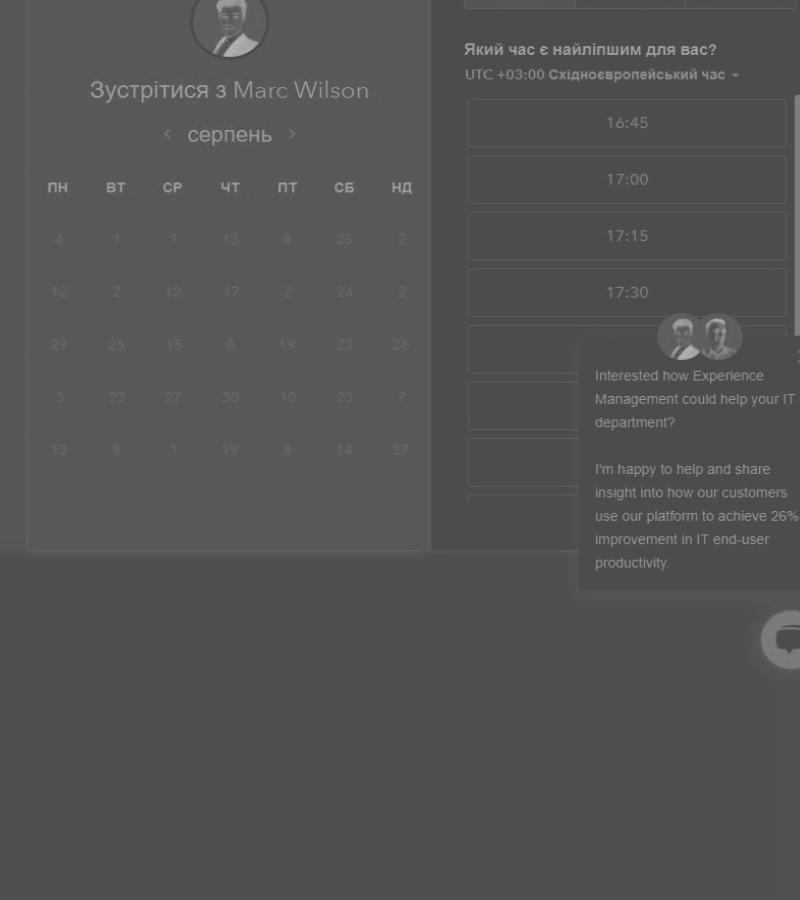 Зустрітися з Marc Wilson
серпень
ПН ВТ СР ЧТ ПТ СБ НД
4 1 1 13 4 25 2
12 2 12 17 2 24 2
29 25 15 8 19 23 26
3 23 27 30 10 23 7
13 8 1 19 8 14 27
Який час є найліпшим для вас?
UTC +03:00 Східноєвропейський час
16:45
17:00
17:15
17:30
Interested how Experience
Management could help your IT
department?
I'm happy to help and share
insight into how our customers
use our platform to achieve 26%
improvement in IT end-user
productivity.